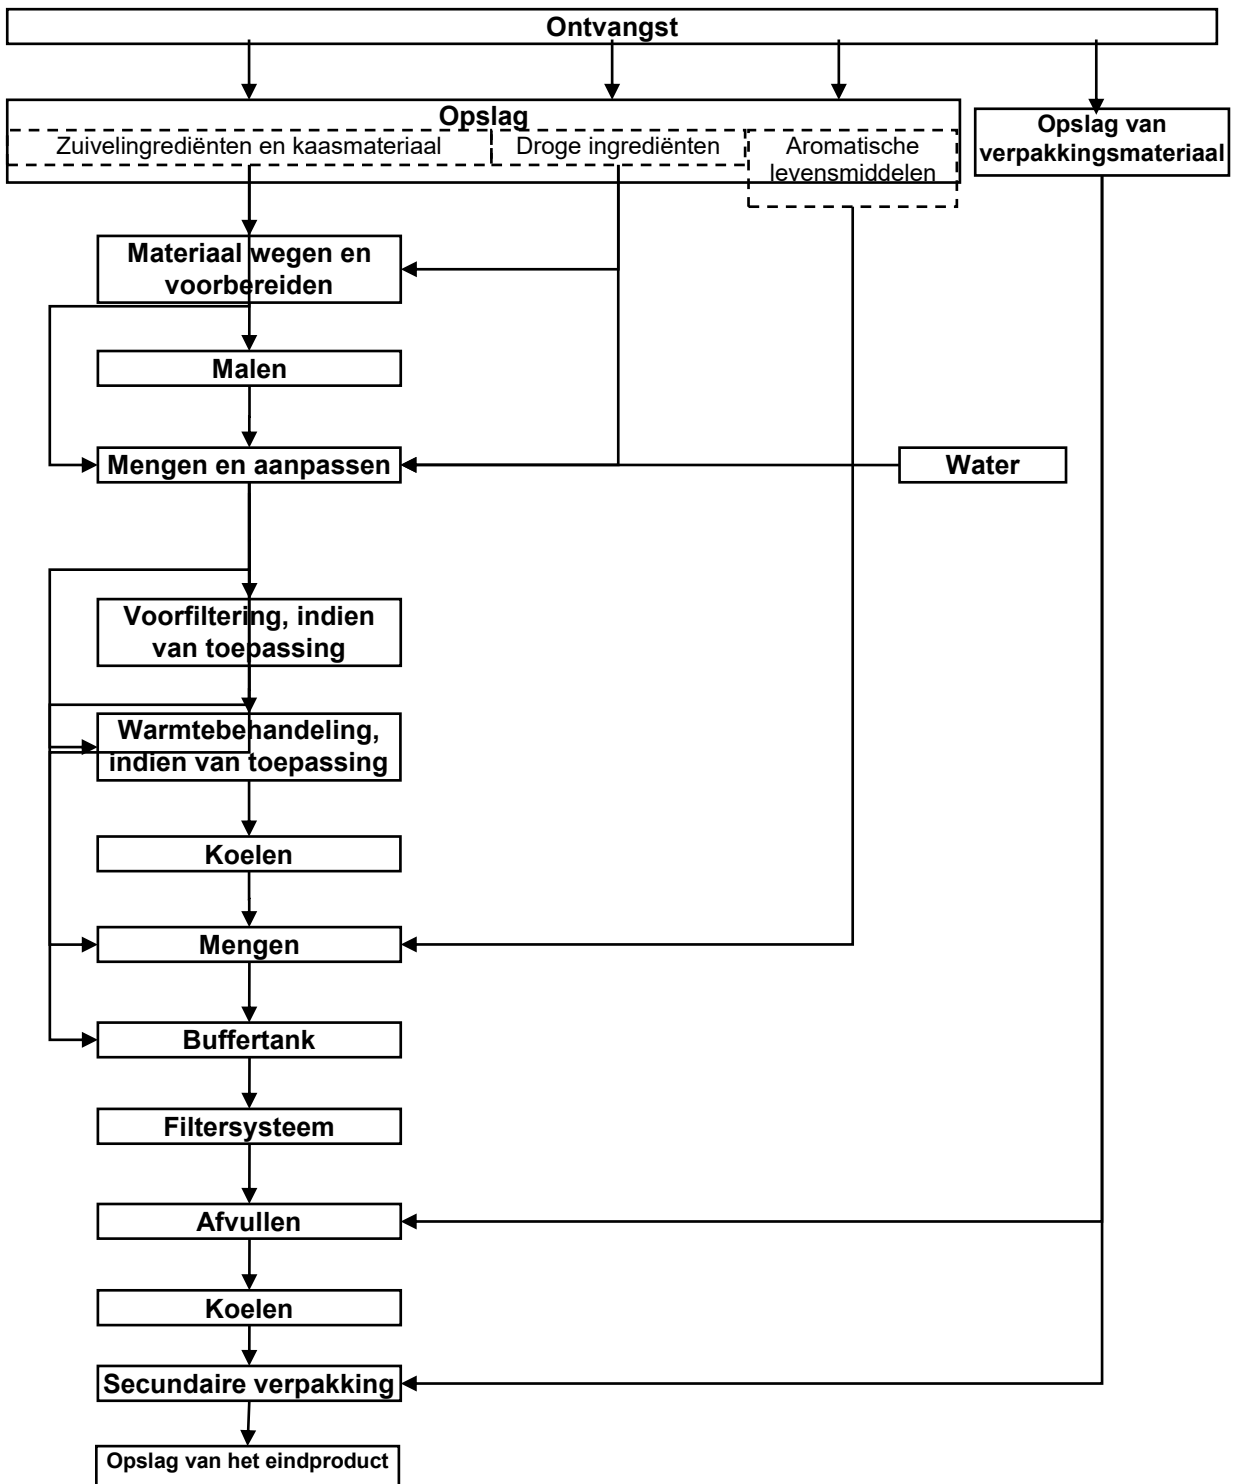 Ontvangst
Opslag
Zuivelingrediënten en kaasmateriaal
Droge ingrediënten
Aromatische
levensmiddelen
Opslag van
verpakkingsmateriaal
Materiaal wegen en
voorbereiden
Malen
Mengen en aanpassen
Water
Voorfiltering, indien
van toepassing
Warmtebehandeling,
indien van toepassing
Koelen
Mengen
Buffertank
Filtersysteem
Afvullen
Koelen
Secundaire verpakking
Opslag van het eindproduct